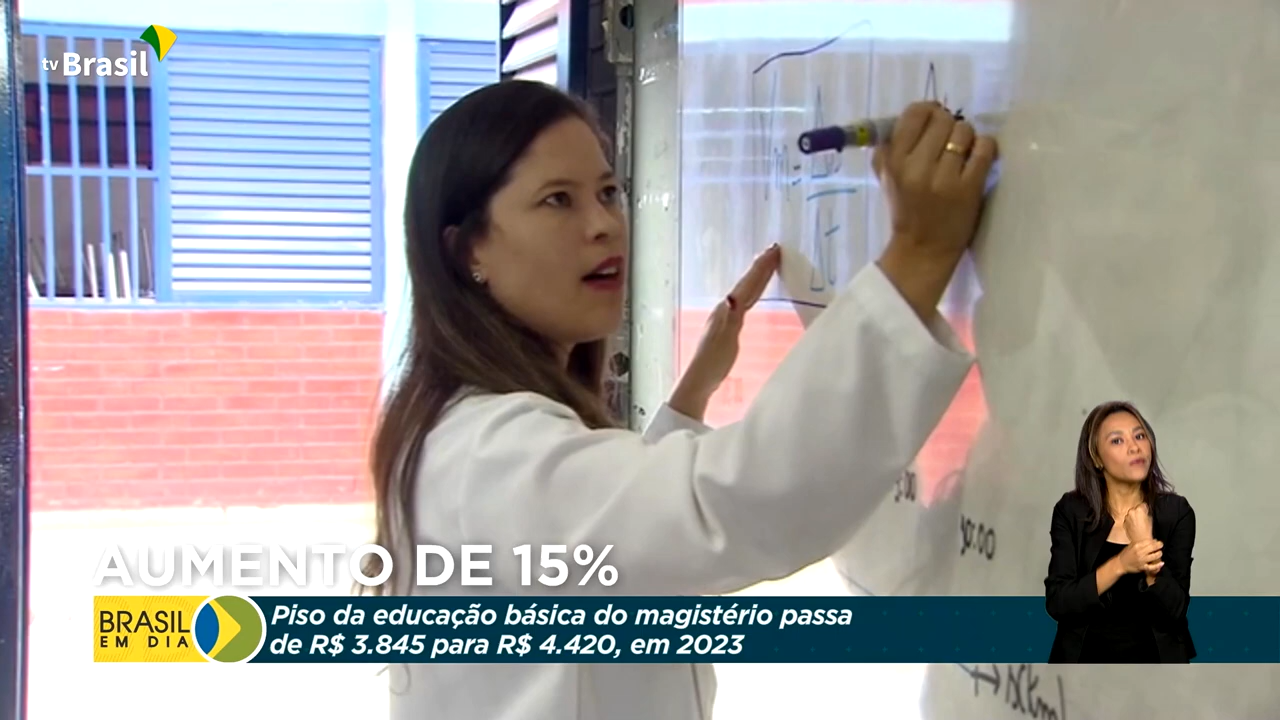 tv Brasil
AUMENTO DE 15%
BRASIL
EM DIA
Piso da educação básica do magistério passa
de R$ 3.845 para R$ 4.420, em 2023